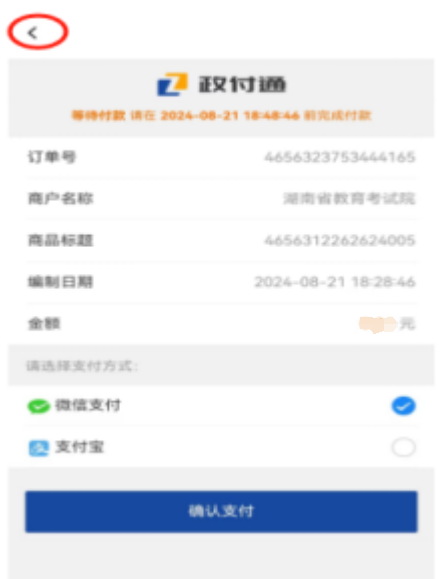 政付通
等待付款 请在 2024-08-21 18:48:46 前完成付款
订单号 4656323753444165
商户名称 湖南省教育考试院
商品标题 4656312262624005
编制日期 2024-08-21 18:28:46
金额 元
请选择支付方式:
微信支付
支付宝
确认支付